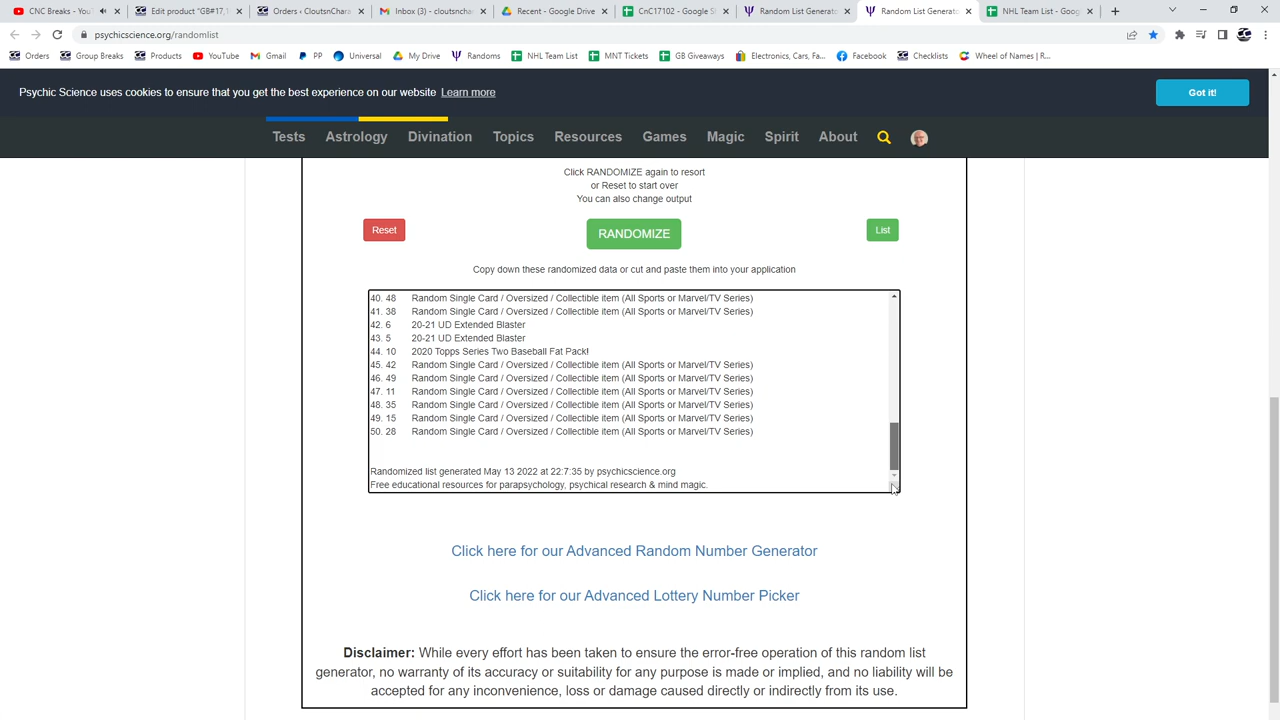 CNC Breaks - You
Edit product "GB#17,1
Orders ‹ CloutsnChara
Inbox (3) - cloutsnchar
Recent - Google Drive
CnC17102 - Google Sh
Random List Generato
Random List Generato
NHL Team List - Goog
psychicscience.org/randomlist
Orders
Group Breaks
Products
YouTube
Gmail
PP
Universal
My Drive
Randoms
NHL Team List
MNT Tickets
GB Giveaways
Electronics, Cars, Fa...
Facebook
Checklists
Wheel of Names | R...
Psychic Science uses cookies to ensure that you get the best experience on our website Learn more
Got it!
Tests Astrology Divination Topics Resources Games Magic Spirit About
Click RANDOMIZE again to resort
or Reset to start over
You can also change output
Reset
RANDOMIZE
List
Copy down these randomized data or cut and paste them into your application
40. 48 Random Single Card / Oversized / Collectible item (All Sports or Marvel/TV Series)
41. 38 Random Single Card / Oversized / Collectible item (All Sports or Marvel/TV Series)
42. 6 20-21 UD Extended Blaster
43. 5 20-21 UD Extended Blaster
44. 10 2020 Topps Series Two Baseball Fat Pack!
45. 42 Random Single Card / Oversized / Collectible item (All Sports or Marvel/TV Series)
46. 49 Random Single Card / Oversized / Collectible item (All Sports or Marvel/TV Series)
47. 11 Random Single Card / Oversized / Collectible item (All Sports or Marvel/TV Series)
48. 35 Random Single Card / Oversized / Collectible item (All Sports or Marvel/TV Series)
49. 15 Random Single Card / Oversized / Collectible item (All Sports or Marvel/TV Series)
50. 28 Random Single Card / Oversized / Collectible item (All Sports or Marvel/TV Series)
Randomized list generated May 13 2022 at 22:7:35 by psychicscience.org
Free educational resources for parapsychology, psychical research & mind magic.
Click here for our Advanced Random Number Generator
Click here for our Advanced Lottery Number Picker
Disclaimer: While every effort has been taken to ensure the error-free operation of this random list
generator, no warranty of its accuracy or suitability for any purpose is made or implied, and no liability will be
accepted for any inconvenience, loss or damage caused directly or indirectly from its use.